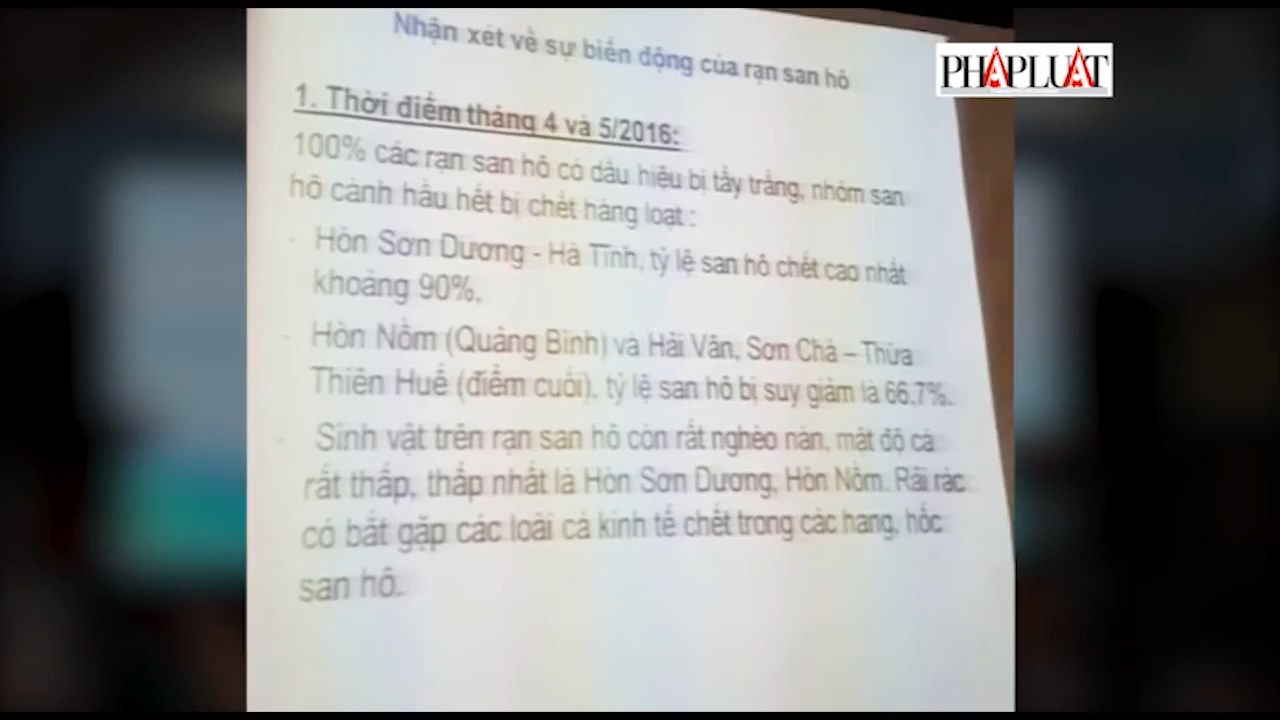 Nhận xét về sự biến động của rạn san hô
PHÁPLUẬT
1. Thời điểm tháng 4 và 5/2016:
100% các rạn san hô có dấu hiệu bị tẩy trắng, nhóm san
hô cành hầu hết bị chết hàng loạt :
- Hòn Sơn Dương - Hà Tĩnh, tỷ lệ san hô chết cao nhất
khoảng 90%.
- Hòn Nồm (Quảng Bình) và Hải Vân, Sơn Chà – Thừa
Thiên Huế (điểm cuối), tỷ lệ san hô bị suy giảm là 66,7%.
- Sinh vật trên rạn san hô còn rất nghèo nàn, mật độ cá
rất thấp, thấp nhất là Hòn Sơn Dương, Hòn Nồm. Rãi rác
có bắt gặp các loài cá kinh tế chết trong các hang, hốc
san hô.